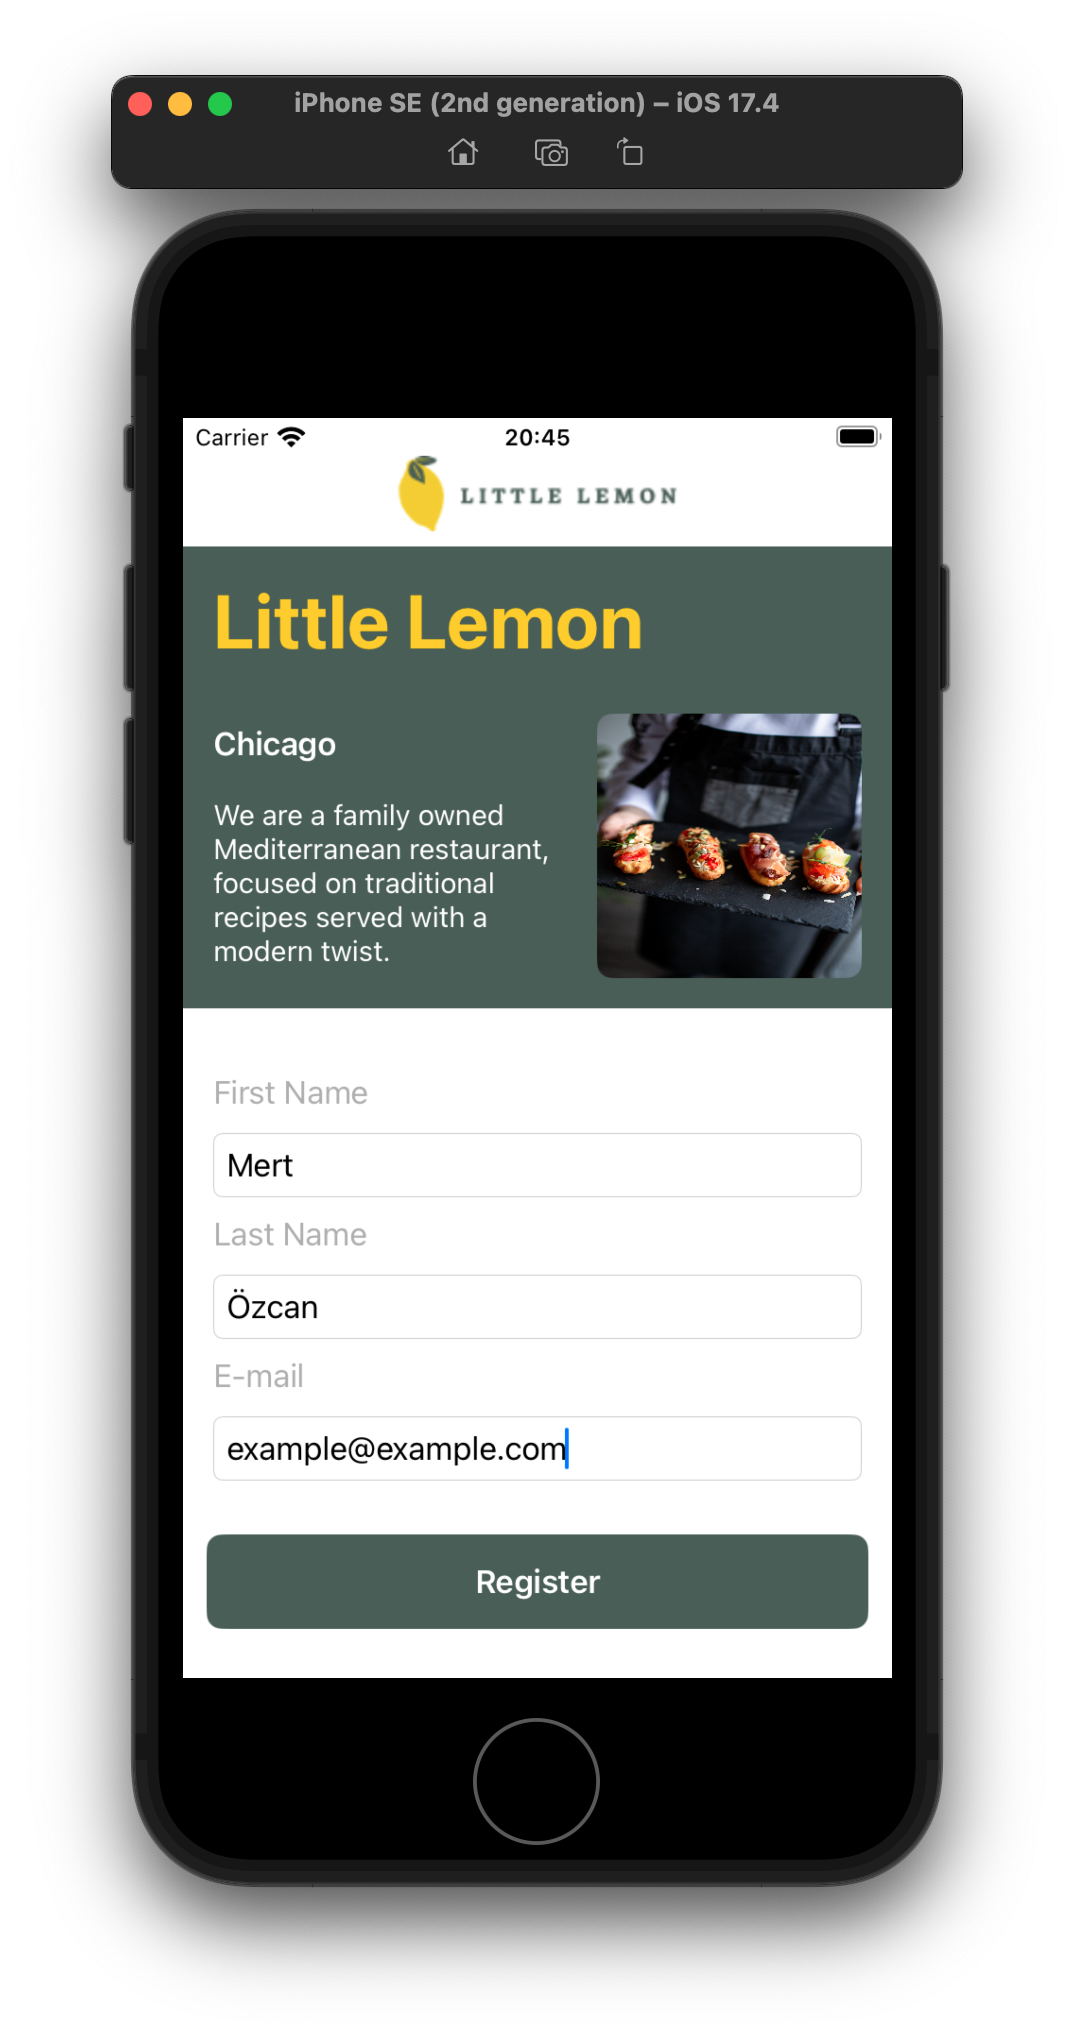 iPhone SE (2nd generation) – iOS 17.4
Carrier 20:45
LITTLE LEMON
Little Lemon
Chicago
We are a family owned
Mediterranean restaurant,
focused on traditional
recipes served with a
modern twist.
First Name
Mert
Last Name
Özcan
E-mail
example@example.com
Register